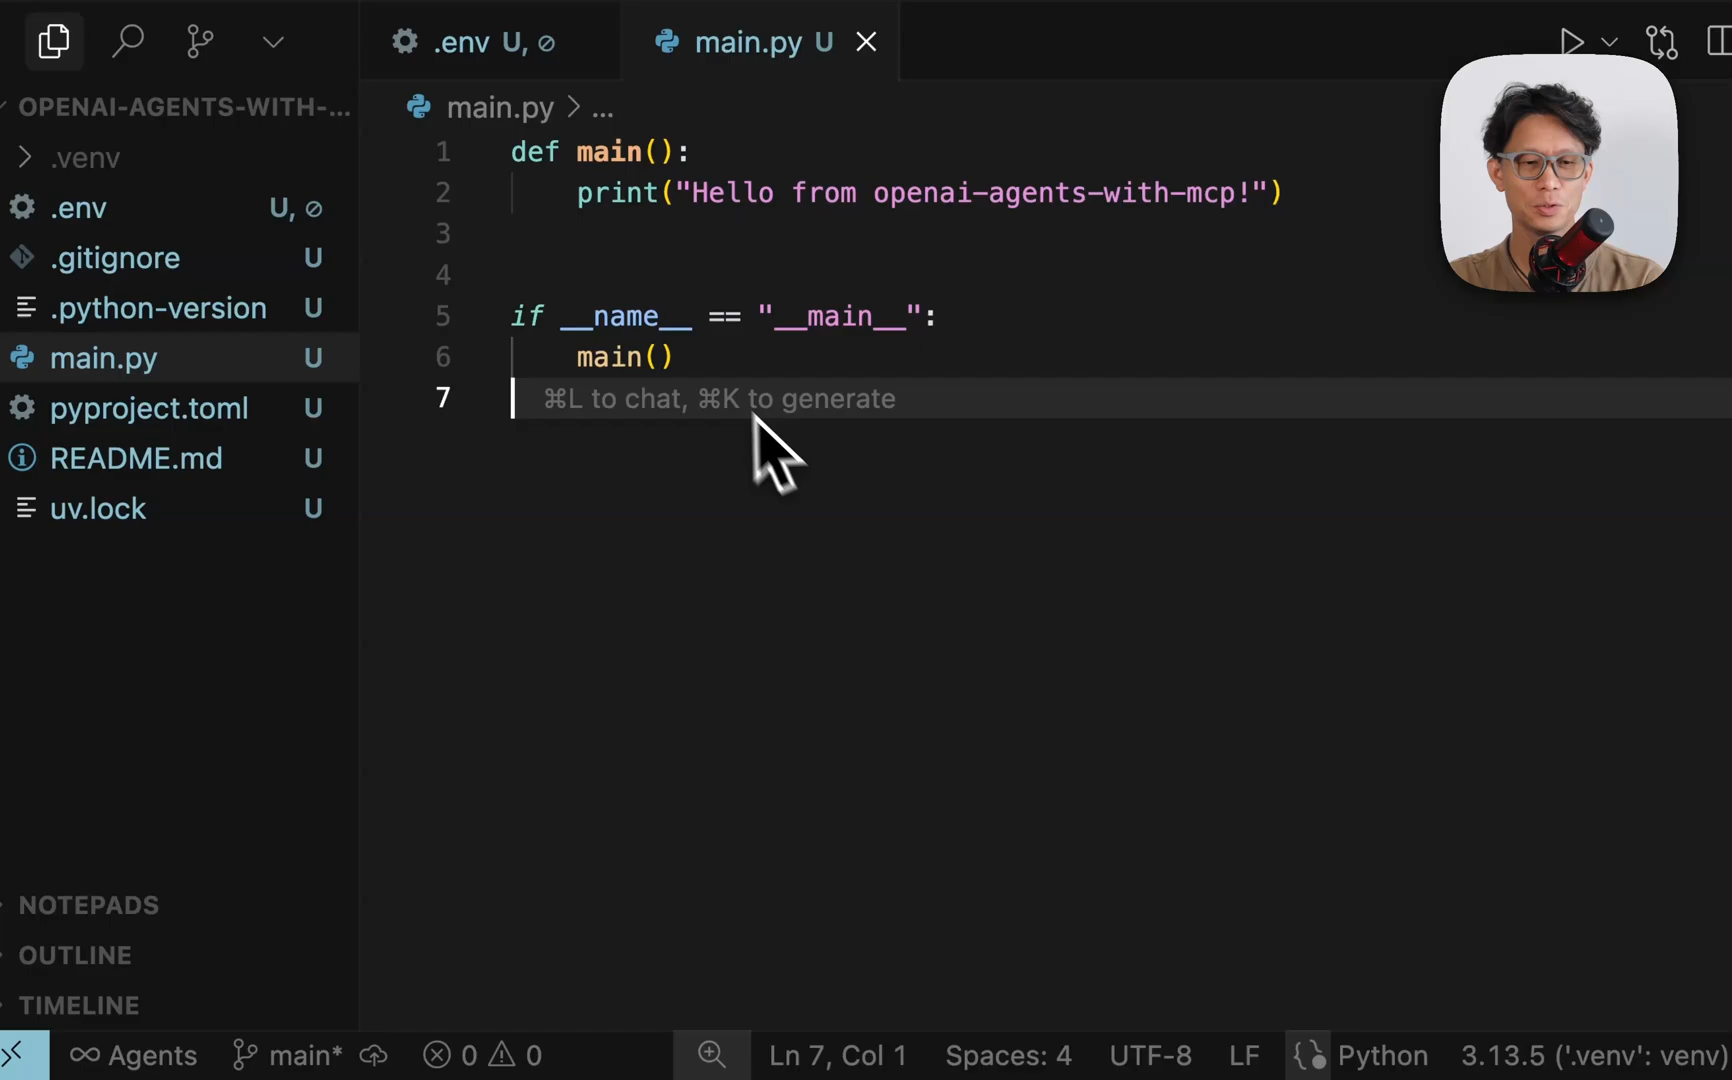 .env U,
main.py U
OPENAI-AGENTS-WITH-...
.venv
.env U,
.gitignore U
.python-version U
main.py U
pyproject.toml U
README.md U
uv.lock U
NOTEPADS
OUTLINE
TIMELINE
main.py > ...
1 def main():
2 print("Hello from openai-agents-with-mcp!")
3
4
5 if __name__ == "__main__":
6 main()
7 ⌘L to chat, ⌘K to generate
Agents main* 0 0 Ln 7, Col 1 Spaces: 4 UTF-8 LF Python 3.13.5 ('.venv': venv)